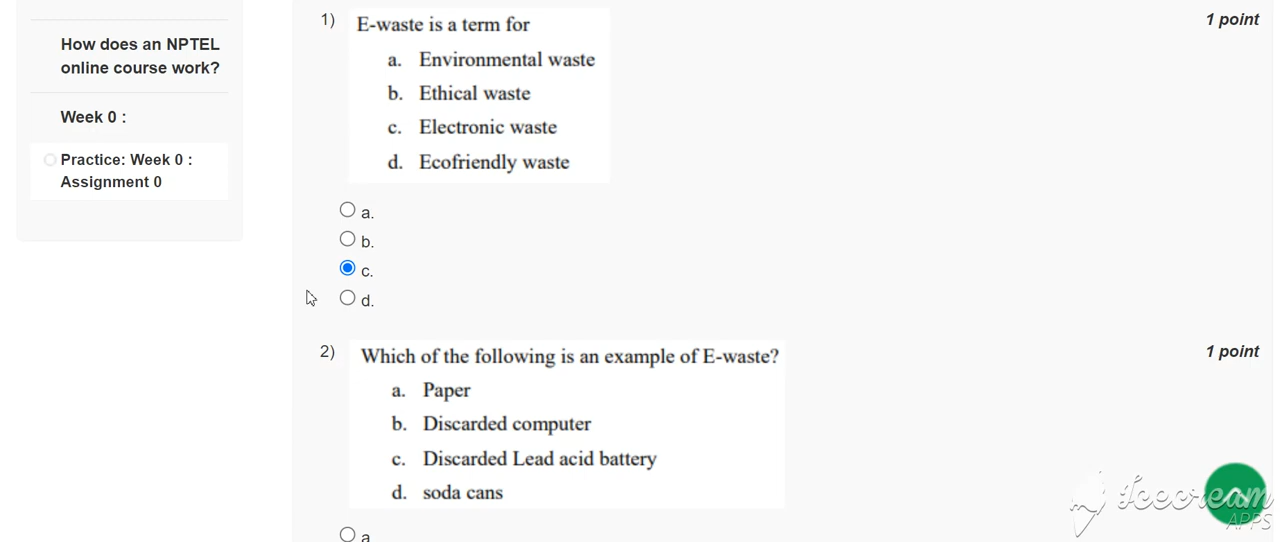 How does an NPTEL
online course work?
Week 0 :
Practice: Week 0 :
Assignment 0
1) E-waste is a term for
1 point
a. Environmental waste
b. Ethical waste
c. Electronic waste
d. Ecofriendly waste
a.
b.
c.
d.
2) Which of the following is an example of E-waste?
1 point
a. Paper
b. Discarded computer
c. Discarded Lead acid battery
d. soda cans
a
Icecream
APPS